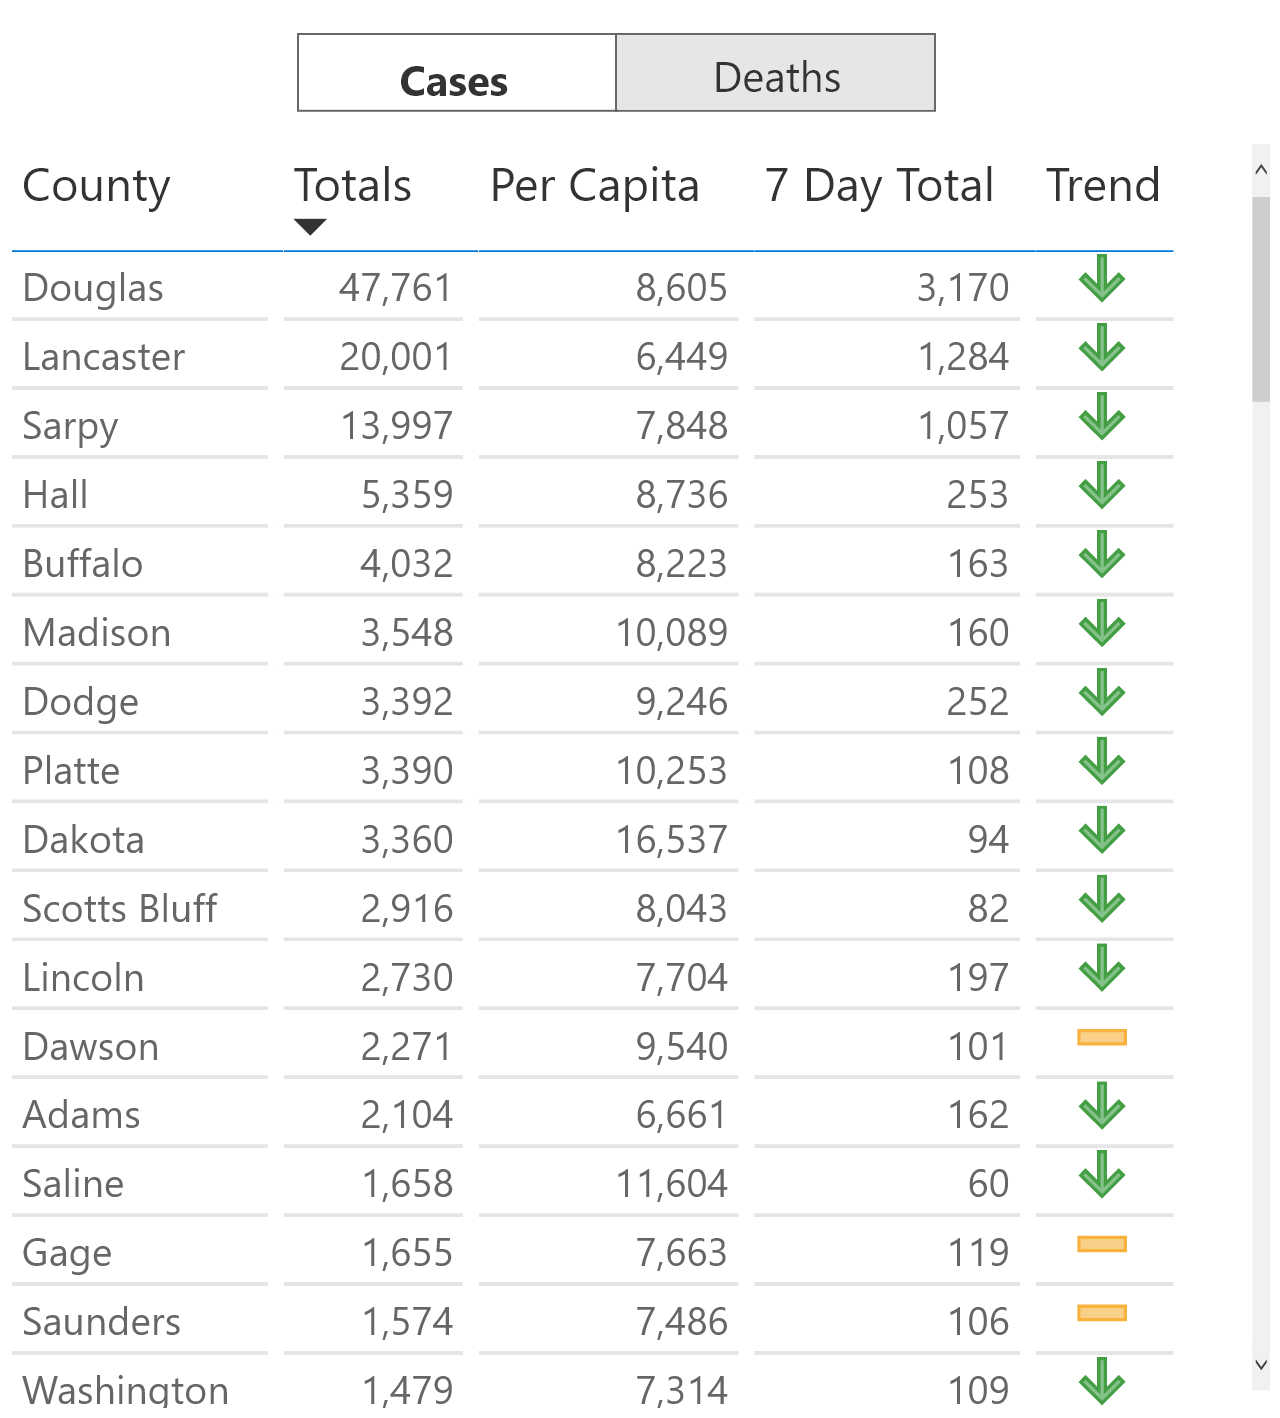 Cases Deaths
County Totals Per Capita 7 Day Total Trend
Douglas 47,761 8,605 3,170
Lancaster 20,001 6,449 1,284
Sarpy 13,997 7,848 1,057
Hall 5,359 8,736 253
Buffalo 4,032 8,223 163
Madison 3,548 10,089 160
Dodge 3,392 9,246 252
Platte 3,390 10,253 108
Dakota 3,360 16,537 94
Scotts Bluff 2,916 8,043 82
Lincoln 2,730 7,704 197
Dawson 2,271 9,540 101
Adams 2,104 6,661 162
Saline 1,658 11,604 60
Gage 1,655 7,663 119
Saunders 1,574 7,486 106
Washington 1,479 7,314 109